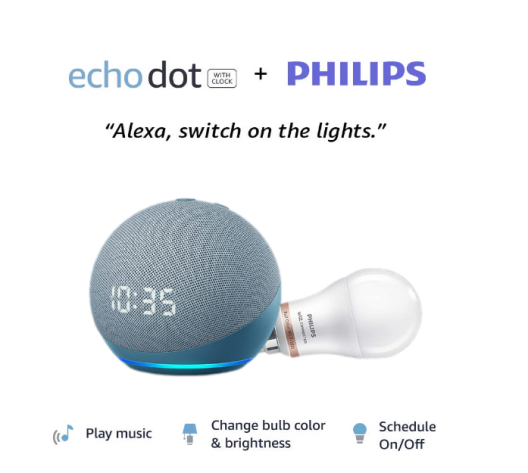 echo dot WITH CLOCK + PHILIPS
“Alexa, switch on the lights.”
10:35
PHILIPS
Play music
Change bulb color
& brightness
Schedule
On/Off